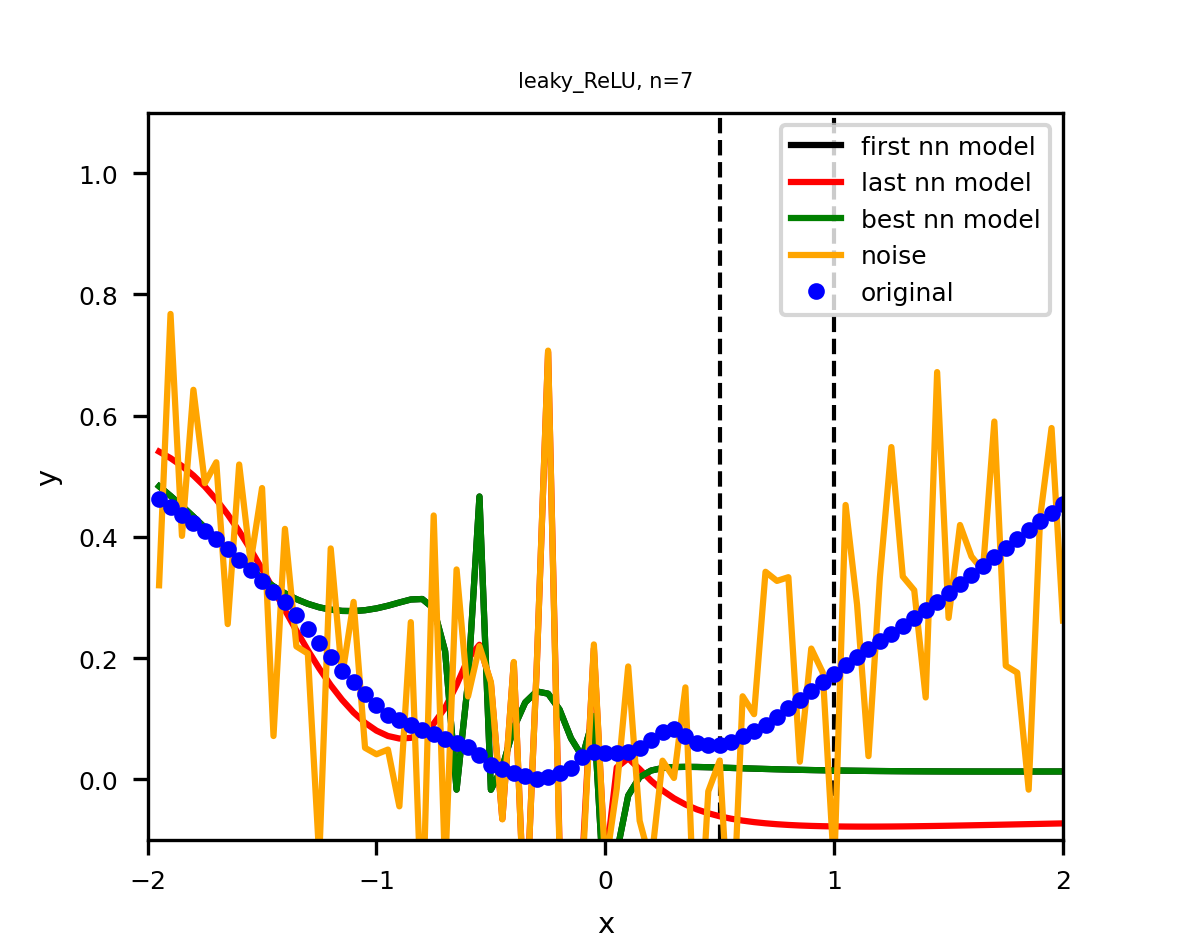 leaky_ReLU, n=7
first nn model
last nn model
best nn model
noise
original
1.0
0.8
0.6
0.4
0.2
0.0
y
−2
−1
0
1
2
x